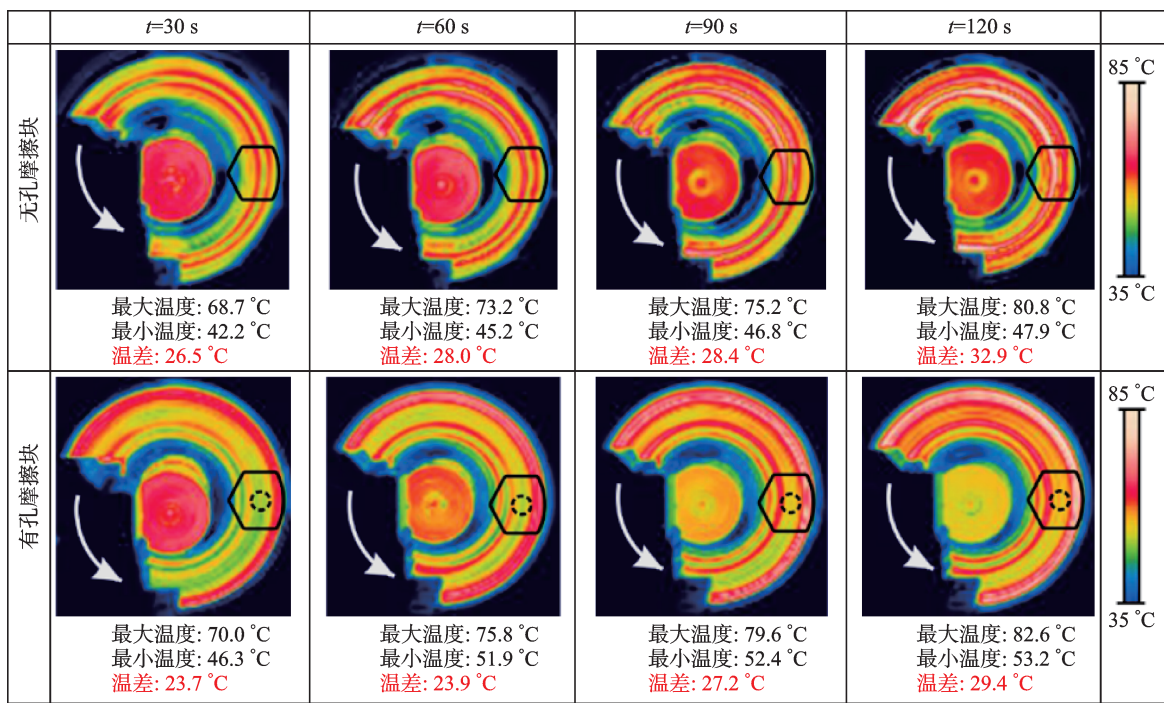 t=30 s
t=60 s
t=90 s
t=120 s
无孔摩擦块
85 ℃
35 ℃
最大温度: 68.7 ℃
最小温度: 42.2 ℃
温差: 26.5 ℃
最大温度: 73.2 ℃
最小温度: 45.2 ℃
温差: 28.0 ℃
最大温度: 75.2 ℃
最小温度: 46.8 ℃
温差: 28.4 ℃
最大温度: 80.8 ℃
最小温度: 47.9 ℃
温差: 32.9 ℃
有孔摩擦块
85 ℃
35 ℃
最大温度: 70.0 ℃
最小温度: 46.3 ℃
温差: 23.7 ℃
最大温度: 75.8 ℃
最小温度: 51.9 ℃
温差: 23.9 ℃
最大温度: 79.6 ℃
最小温度: 52.4 ℃
温差: 27.2 ℃
最大温度: 82.6 ℃
最小温度: 53.2 ℃
温差: 29.4 ℃